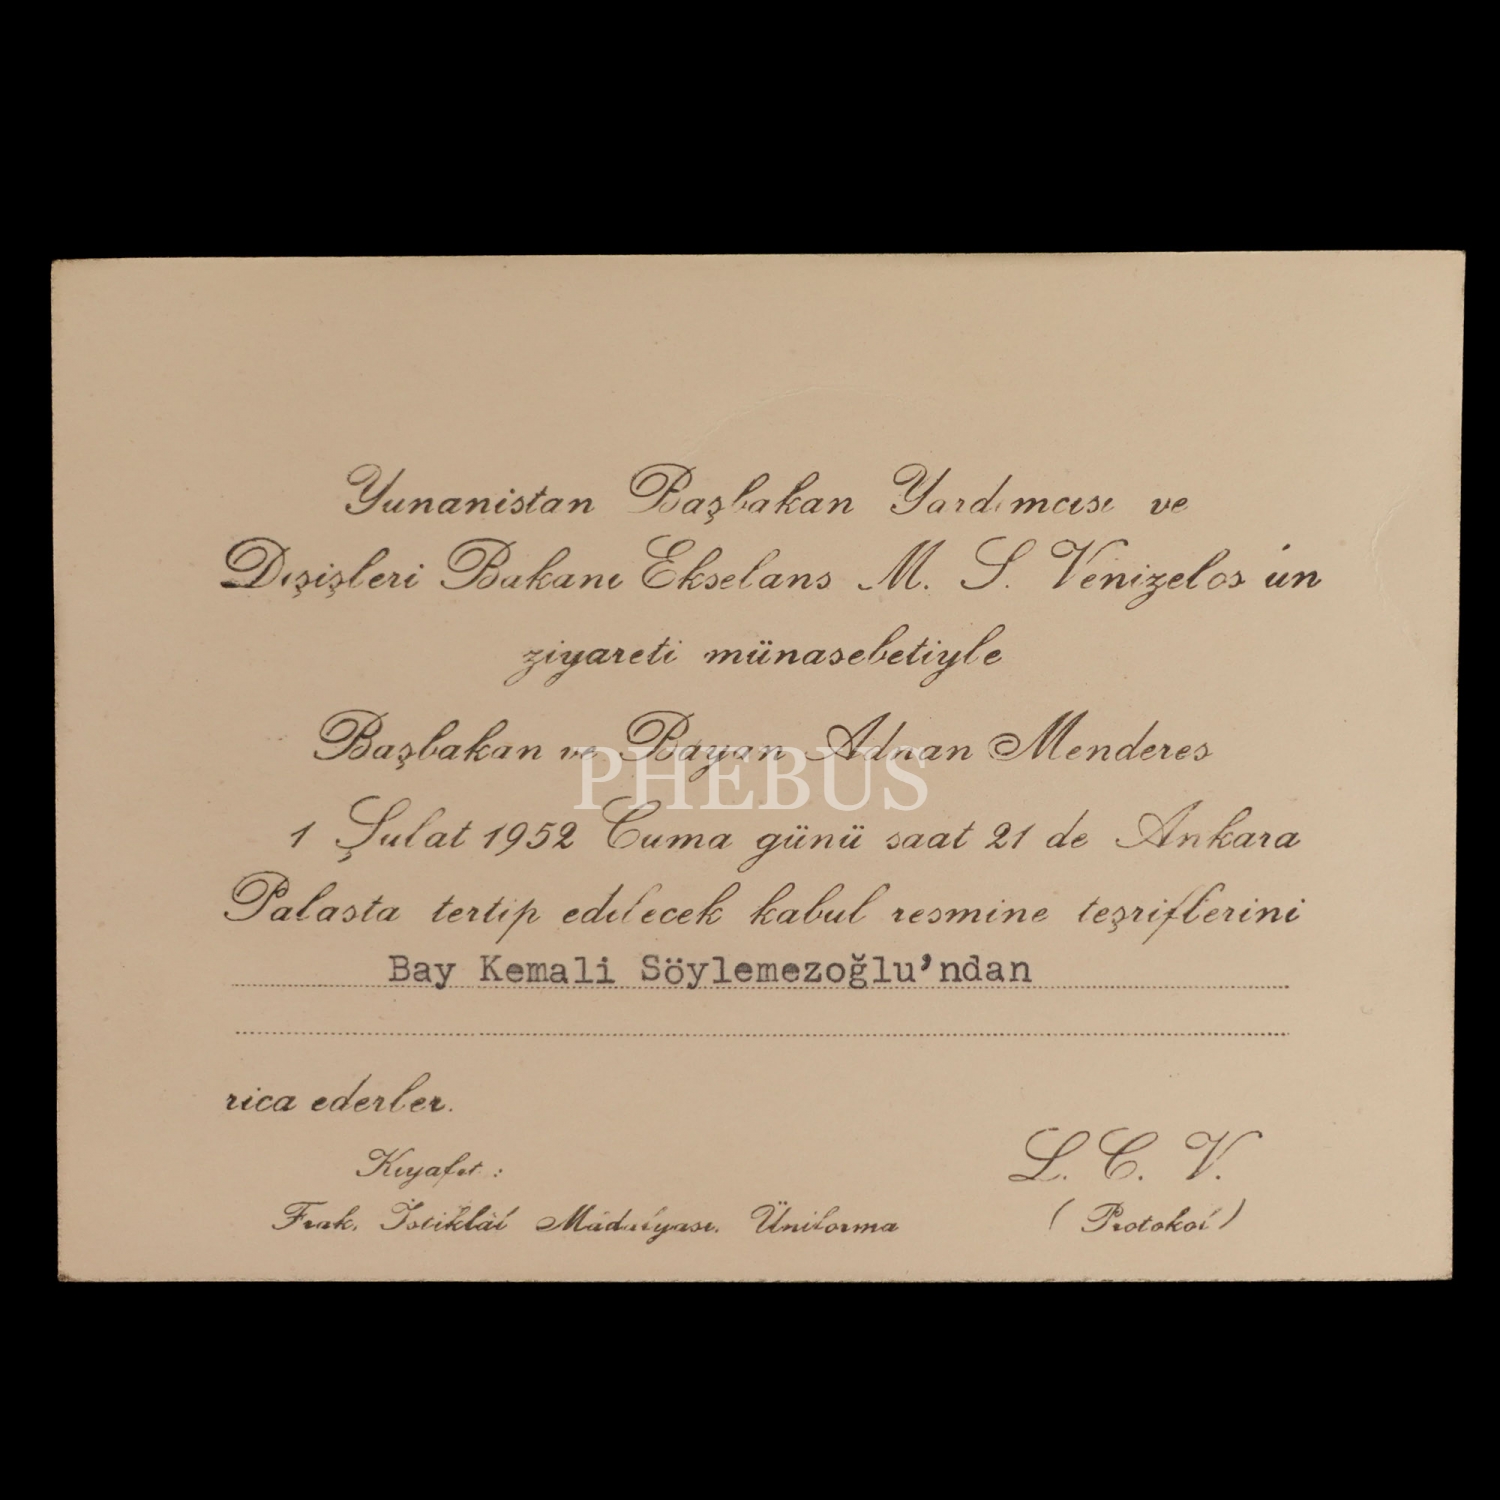 Yunanistan Başbakan Yardımcısı ve
Dışişleri Bakanı Ekselans M. S. Venizelos'un
ziyareti münasebetiyle
Başbakan ve Bayan Adnan Menderes
PHEBUS
1 Şubat 1952 Cuma günü saat 21 de Ankara
Palasta tertip edilecek kabul resmine teşriflerini
Bay Kemali Söylemezoğlu'ndan
rica ederler.
Kıyafet :
L. C. V.
Frak, İstiklâl Madalyası, Üniforma
( Protokol )